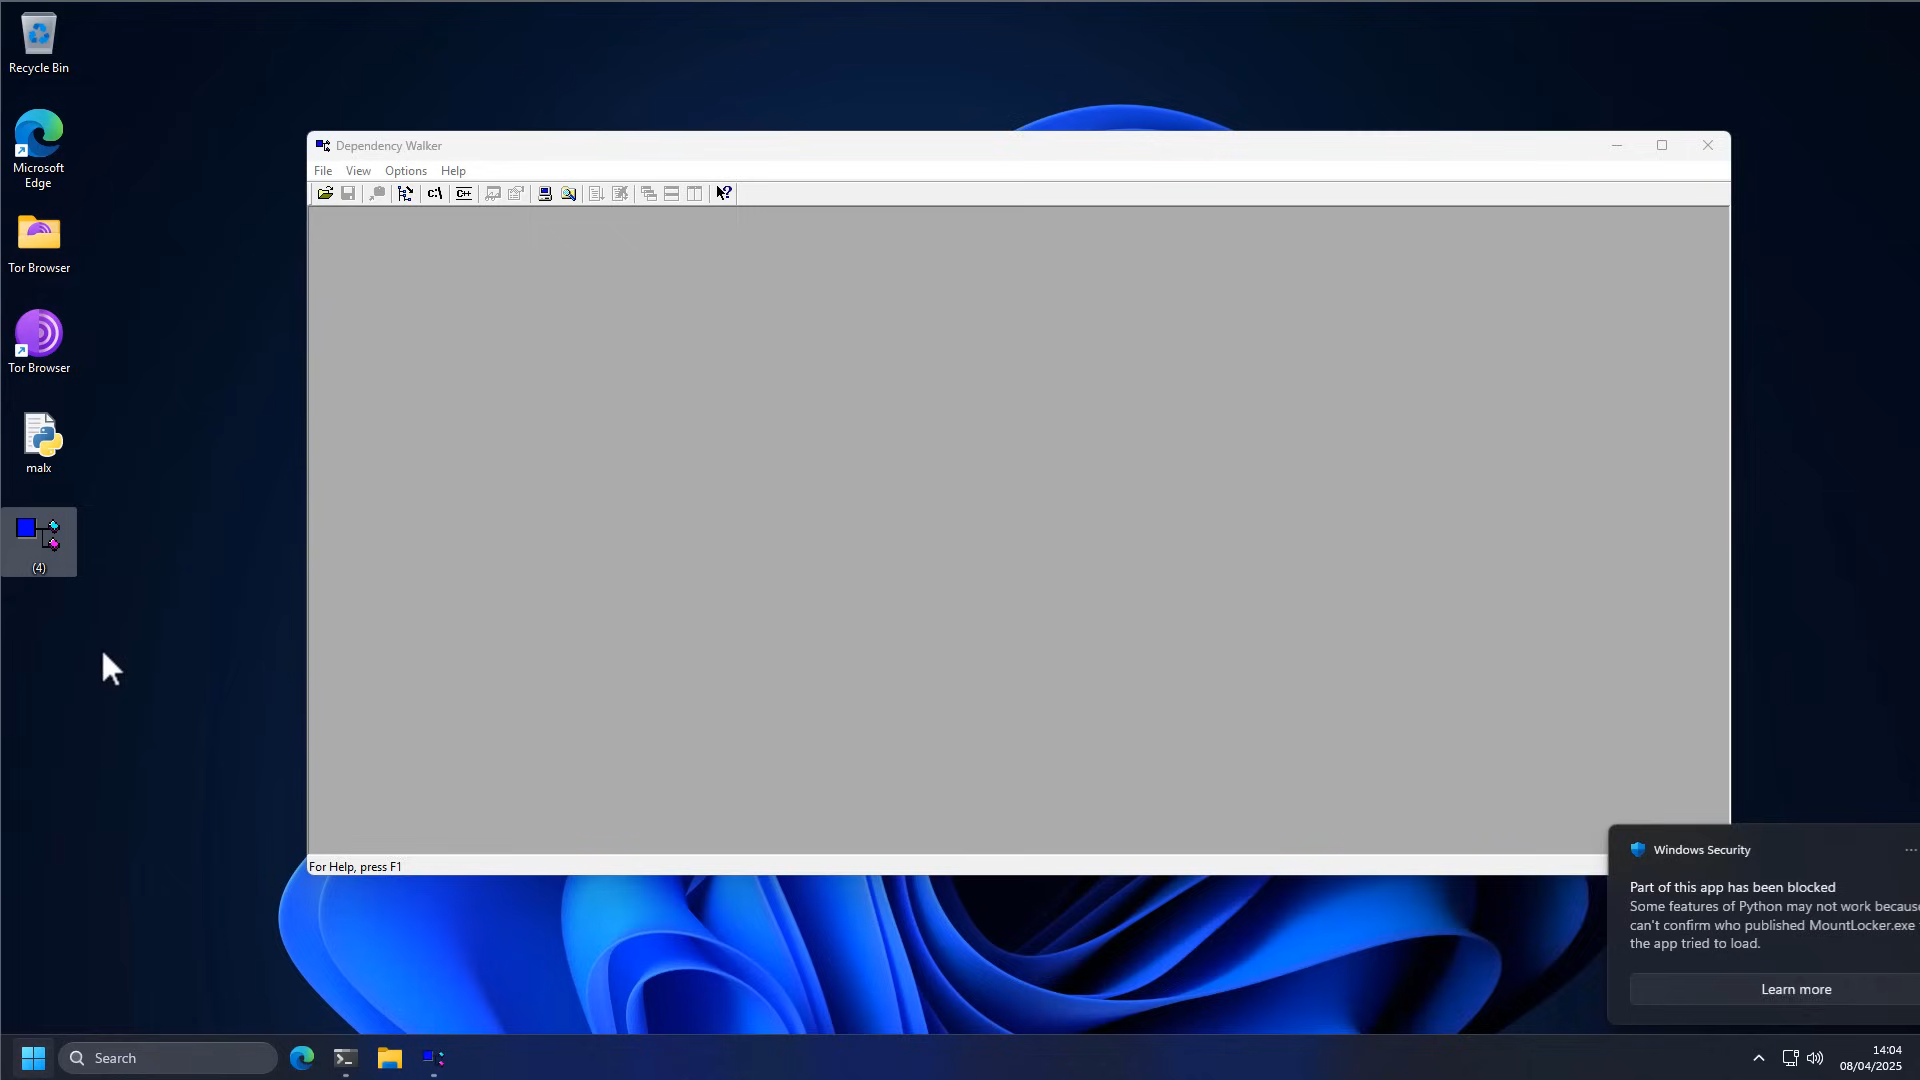 Recycle Bin
Microsoft
Edge
Tor Browser
Tor Browser
malx
(4)
Dependency Walker
File View Options Help
c:\ C++
For Help, press F1
Windows Security
Part of this app has been blocked
Some features of Python may not work because
can't confirm who published MountLocker.exe
the app tried to load.
Learn more
Search
14:04
08/04/2025